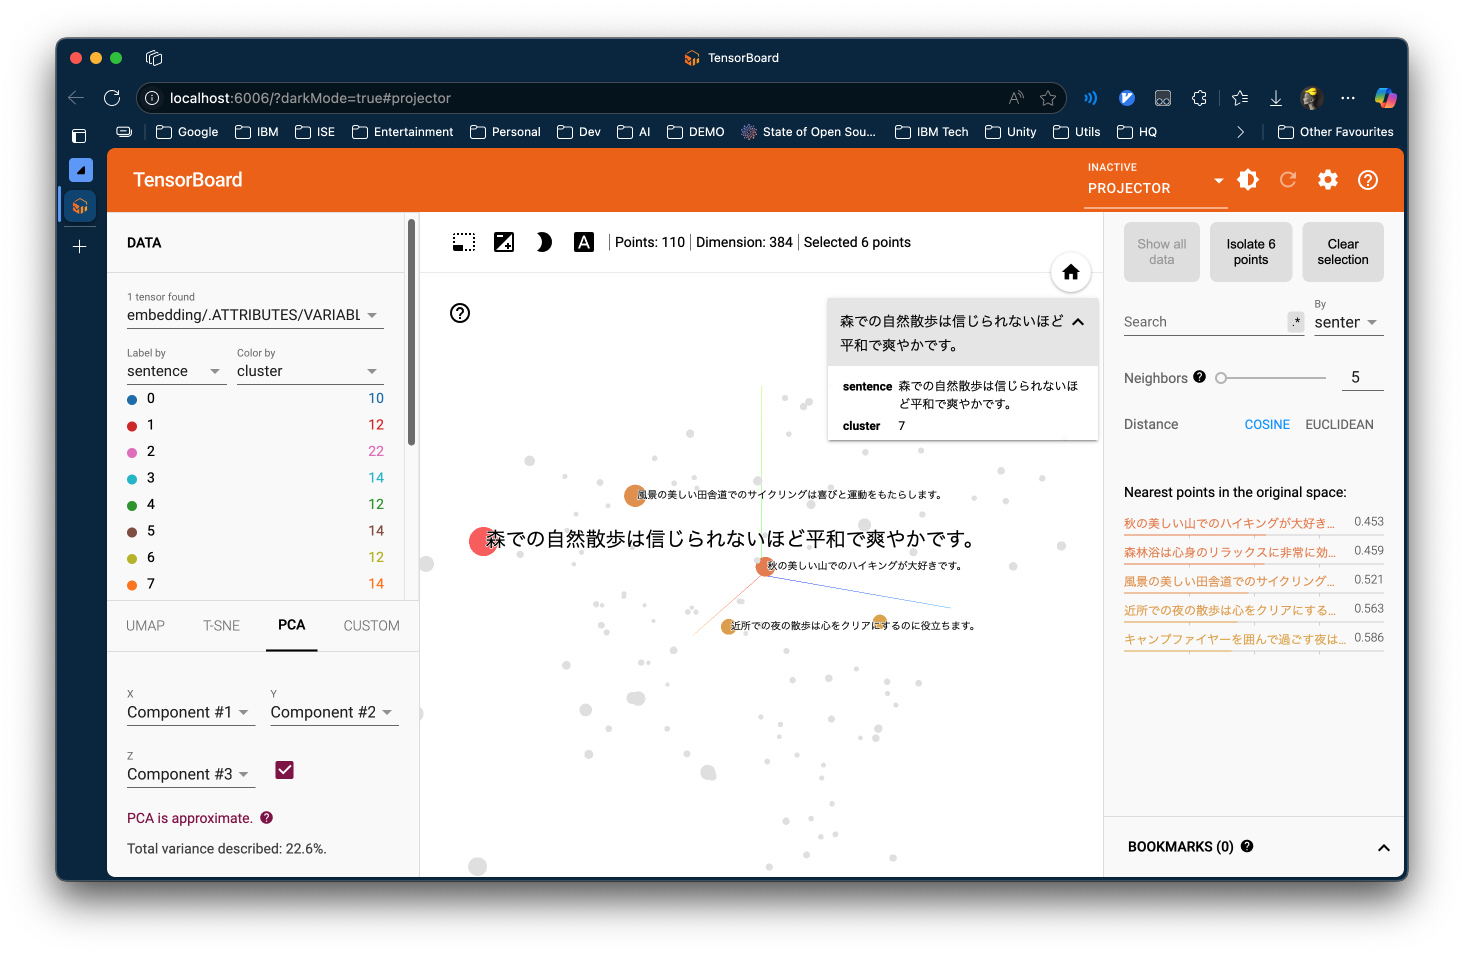 TensorBoard
localhost:6006/?darkMode=true#projector
Google
IBM
ISE
Entertainment
Personal
Dev
AI
DEMO
State of Open Sou...
IBM Tech
Unity
Utils
HQ
Other Favourites
TensorBoard
INACTIVE
PROJECTOR
DATA
1 tensor found
embedding/.ATTRIBUTES/VARIABL
Label by
sentence
Color by
cluster
0 10
1 12
2 22
3 14
4 12
5 14
6 12
7 14
UMAP
T-SNE
PCA
CUSTOM
X
Component #1
Y
Component #2
Z
Component #3
PCA is approximate.
Total variance described: 22.6%.
A
Points: 110
Dimension: 384
Selected 6 points
森での自然散歩は信じられないほど
平和で爽やかです。
sentence 森での自然散歩は信じられないほ
ど平和で爽やかです。
cluster 7
風景の美しい田舎道でのサイクリングは喜びと運動をもたらします。
森での自然散歩は信じられないほど平和で爽やかです。
秋の美しい山でのハイキングが大好きです。
近所での夜の散歩は心をクリアにするのに役立ちます。
Show all
data
Isolate 6
points
Clear
selection
Search
.*
By
senter
Neighbors
5
Distance
COSINE
EUCLIDEAN
Nearest points in the original space:
秋の美しい山でのハイキングが大好き... 0.453
森林浴は心身のリラックスに非常に効... 0.459
風景の美しい田舎道でのサイクリング... 0.521
近所での夜の散歩は心をクリアにする... 0.563
キャンプファイヤーを囲んで過ごす夜は... 0.586
BOOKMARKS (0)